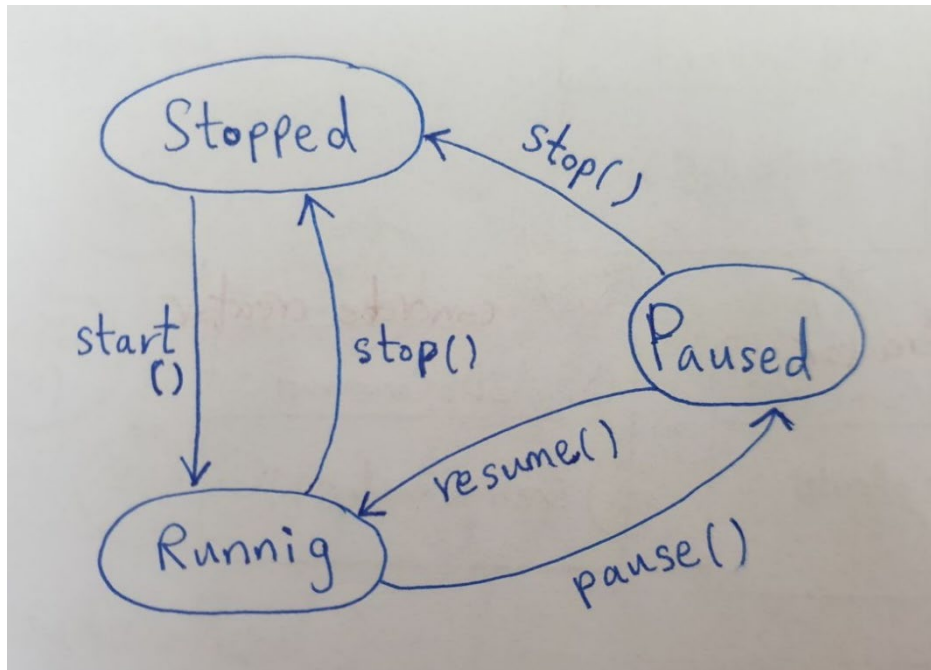 Stopped
stop()
start
()
stop()
Paused
resume()
Runnig
pause()